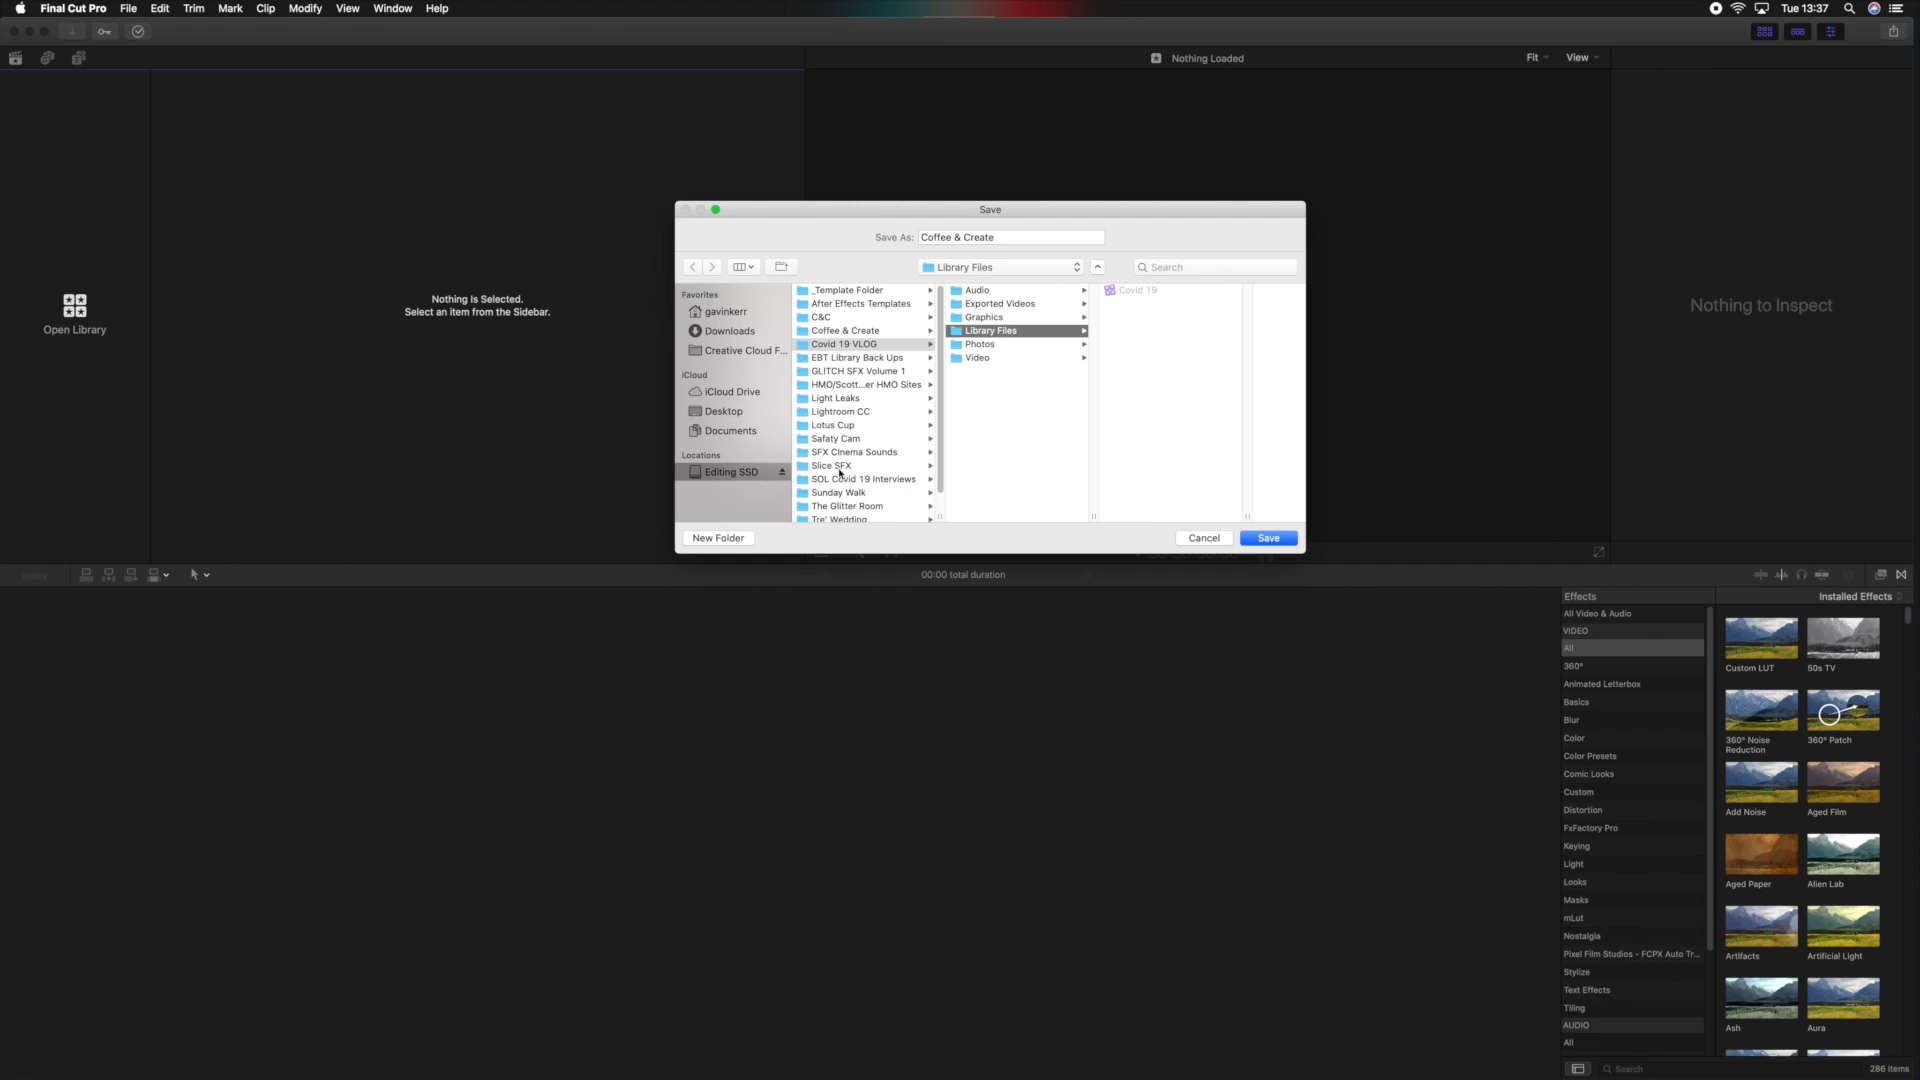 Final Cut Pro File Edit Trim Mark Clip Modify View Window Help
Tue 13:37
Nothing Loaded
Fit
View
Open Library
Nothing Is Selected.
Select an item from the Sidebar.
Nothing to Inspect
Save
Save As: Coffee & Create
Library Files
Search
Favorites
gavinkerr
Downloads
Creative Cloud F...
iCloud
iCloud Drive
Desktop
Documents
Locations
Editing SSD
_Template Folder
After Effects Templates
C&C
Coffee & Create
Covid 19 VLOG
EBT Library Back Ups
GLITCH SFX Volume 1
HMO/Scott...er HMO Sites
Light Leaks
Lightroom CC
Lotus Cup
Safaty Cam
SFX CInema Sounds
Slice SFX
SOL Covid 19 Interviews
Sunday Walk
The Glitter Room
Tre' Wedding
Audio
Exported Videos
Graphics
Library Files
Photos
Video
Covid 19
New Folder
Cancel
Save
Index
00:00 total duration
Effects
Installed Effects
All Video & Audio
VIDEO
All
360°
Animated Letterbox
Basics
Blur
Color
Color Presets
Comic Looks
Custom
Distortion
FxFactory Pro
Keying
Light
Looks
Masks
mLut
Nostalgia
Pixel Film Studios - FCPX Auto Tr...
Stylize
Text Effects
Tiling
AUDIO
All
Custom LUT
50s TV
360° Noise
Reduction
360° Patch
Add Noise
Aged Film
Aged Paper
Alien Lab
Artifacts
Artificial Light
Ash
Aura
Search
286 items